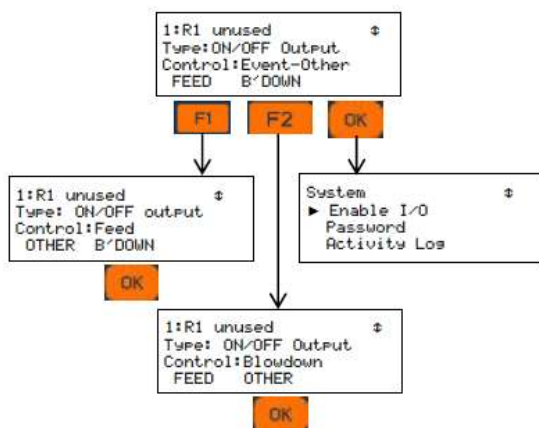 1:R1 unused ⇕
Type:ON/OFF Output
Control:Event-Other
FEED B'DOWN
F1 F2 OK
1:R1 unused ⇕
Type: ON/OFF output
Control:Feed
OTHER B'DOWN
OK
System ⇕
► Enable I/O
Password
Activity Log
1:R1 unused ⇕
Type: ON/OFF Output
Control:Blowdown
FEED OTHER
OK